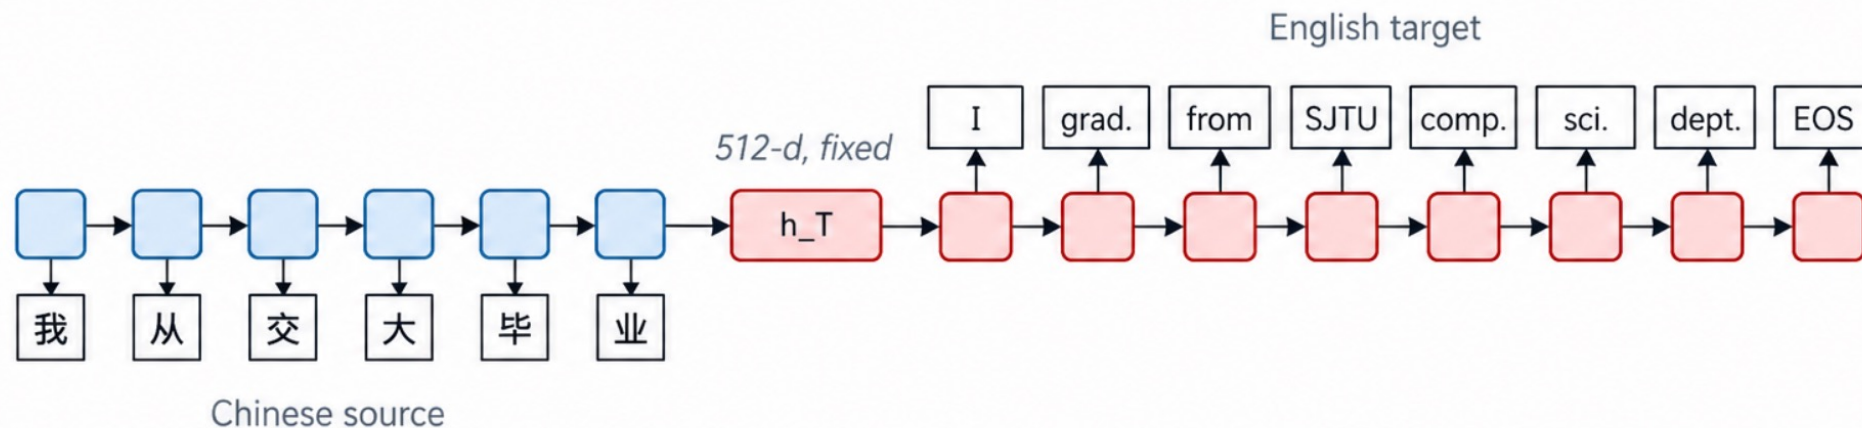 English target
I grad. from SJTU comp. sci. dept. EOS
512-d, fixed
h_T
我 从 交 大 毕 业
Chinese source